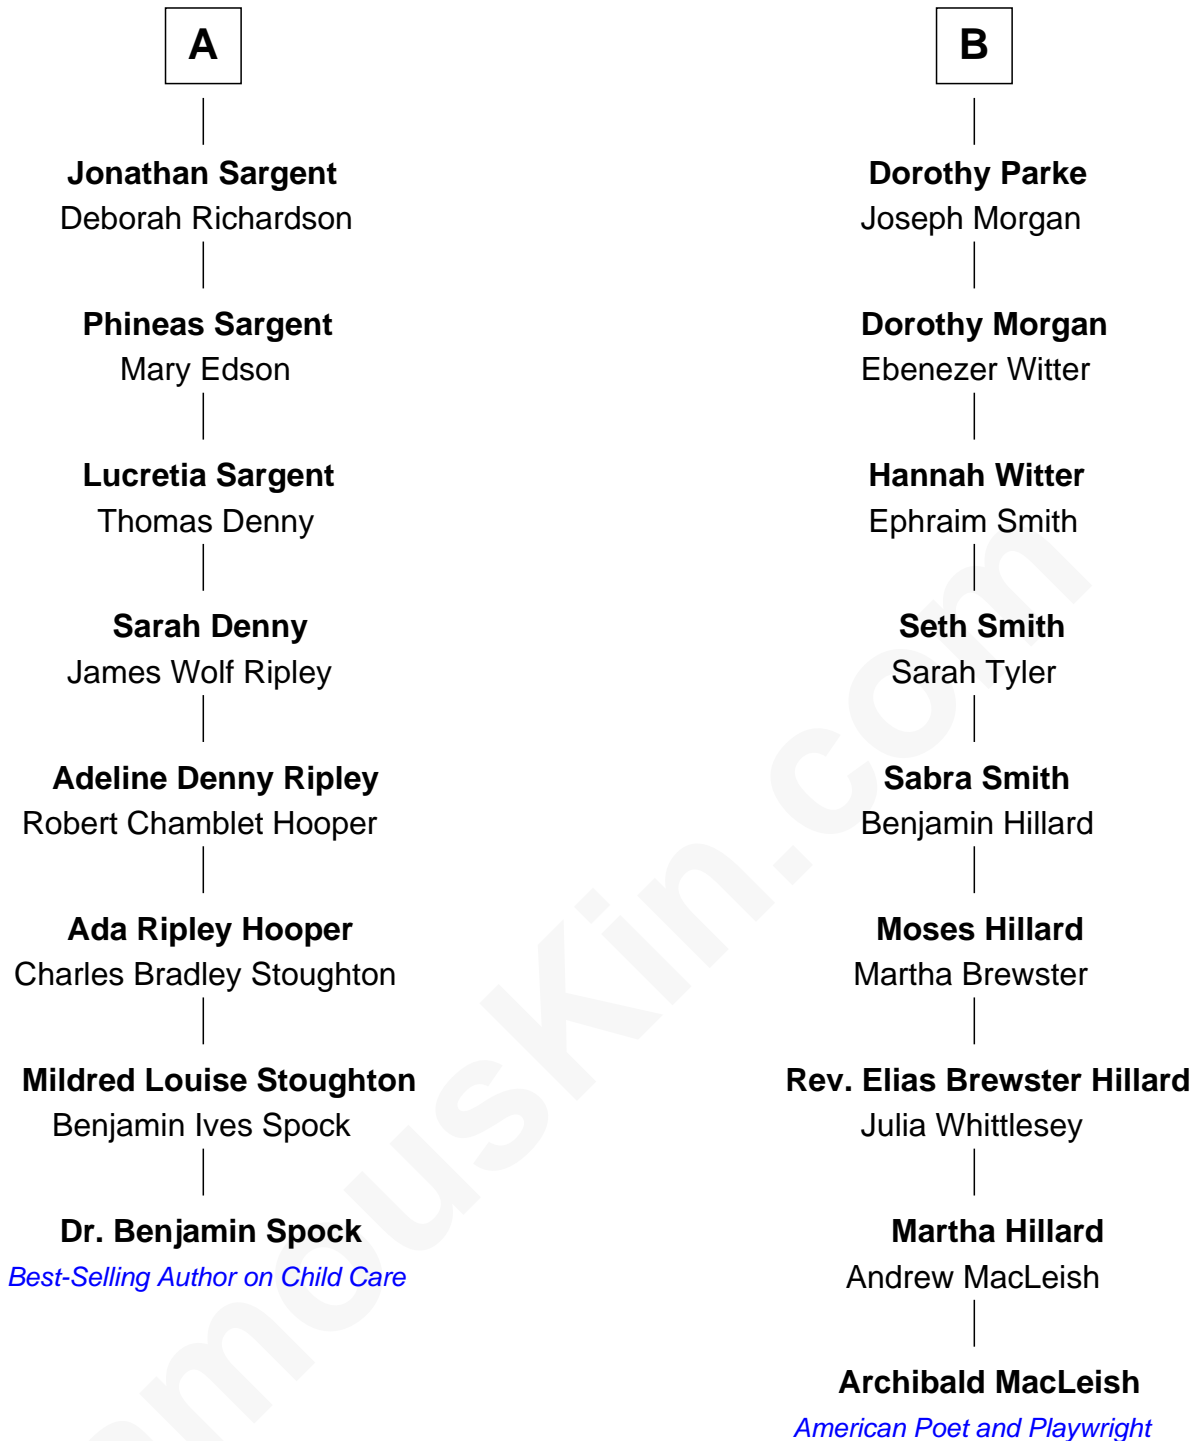 A
Jonathan Sargent
Deborah Richardson
Phineas Sargent
Mary Edson
Lucretia Sargent
Thomas Denny
Sarah Denny
James Wolf Ripley
Adeline Denny Ripley
Robert Chamblet Hooper
Ada Ripley Hooper
Charles Bradley Stoughton
Mildred Louise Stoughton
Benjamin Ives Spock
Dr. Benjamin Spock
Best-Selling Author on Child Care
B
Dorothy Parke
Joseph Morgan
Dorothy Morgan
Ebenezer Witter
Hannah Witter
Ephraim Smith
Seth Smith
Sarah Tyler
Sabra Smith
Benjamin Hillard
Moses Hillard
Martha Brewster
Rev. Elias Brewster Hillard
Julia Whittlesey
Martha Hillard
Andrew MacLeish
Archibald MacLeish
American Poet and Playwright
amousKin.com